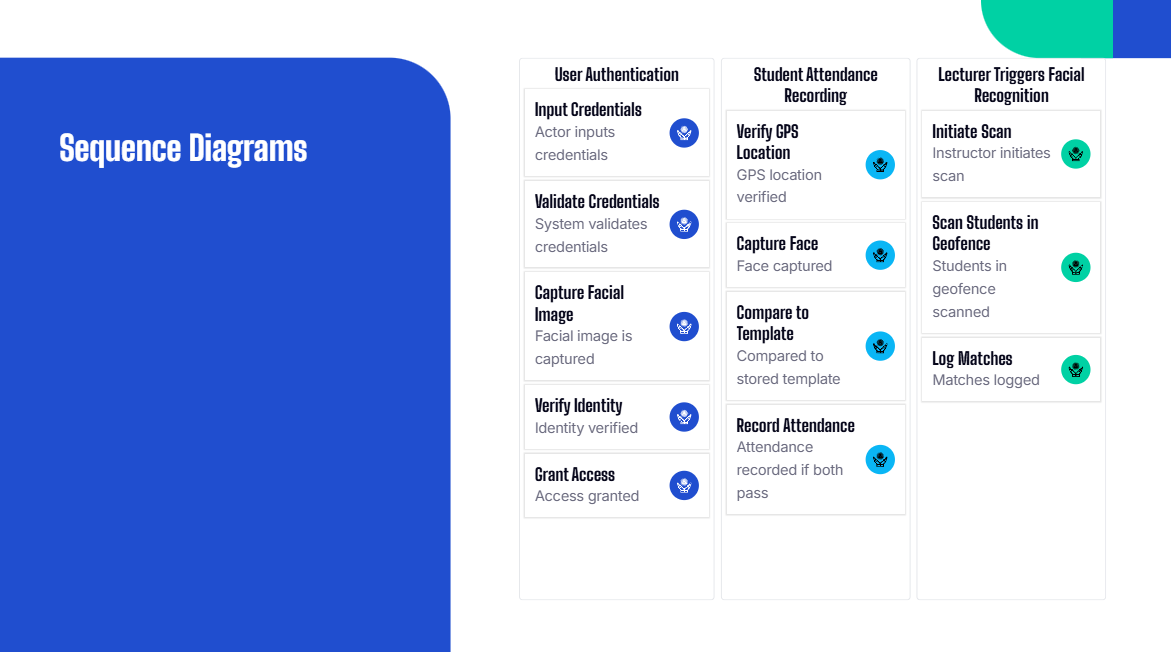 Sequence Diagrams
User Authentication
Input Credentials
Actor inputs
credentials
Validate Credentials
System validates
credentials
Capture Facial
Image
Facial image is
captured
Verify Identity
Identity verified
Grant Access
Access granted
Student Attendance
Recording
Verify GPS
Location
GPS location
verified
Capture Face
Face captured
Compare to
Template
Compared to
stored template
Record Attendance
Attendance
recorded if both
pass
Lecturer Triggers Facial
Recognition
Initiate Scan
Instructor initiates
scan
Scan Students in
Geofence
Students in
geofence
scanned
Log Matches
Matches logged